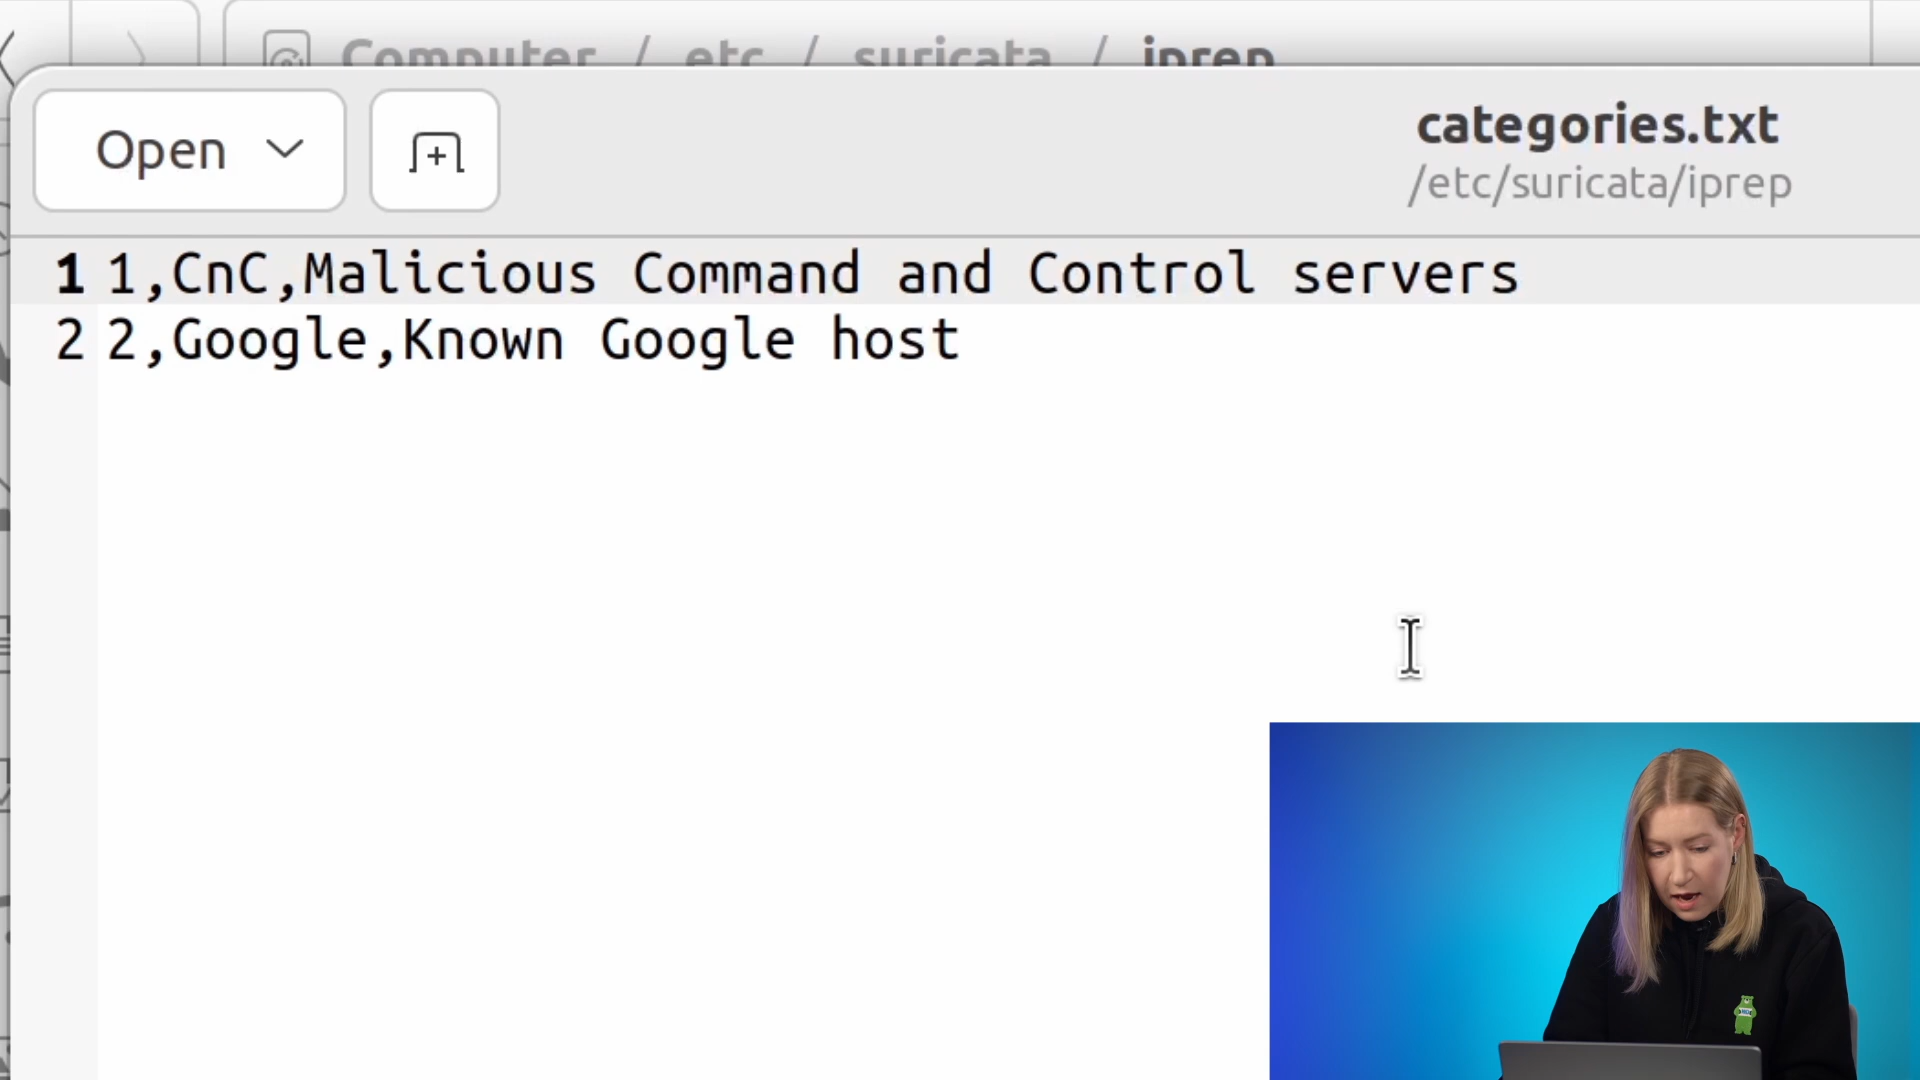 Computer / etc / suricata / iprep
Open
categories.txt
/etc/suricata/iprep
1 1,CnC,Malicious Command and Control servers
2 2,Google,Known Google host